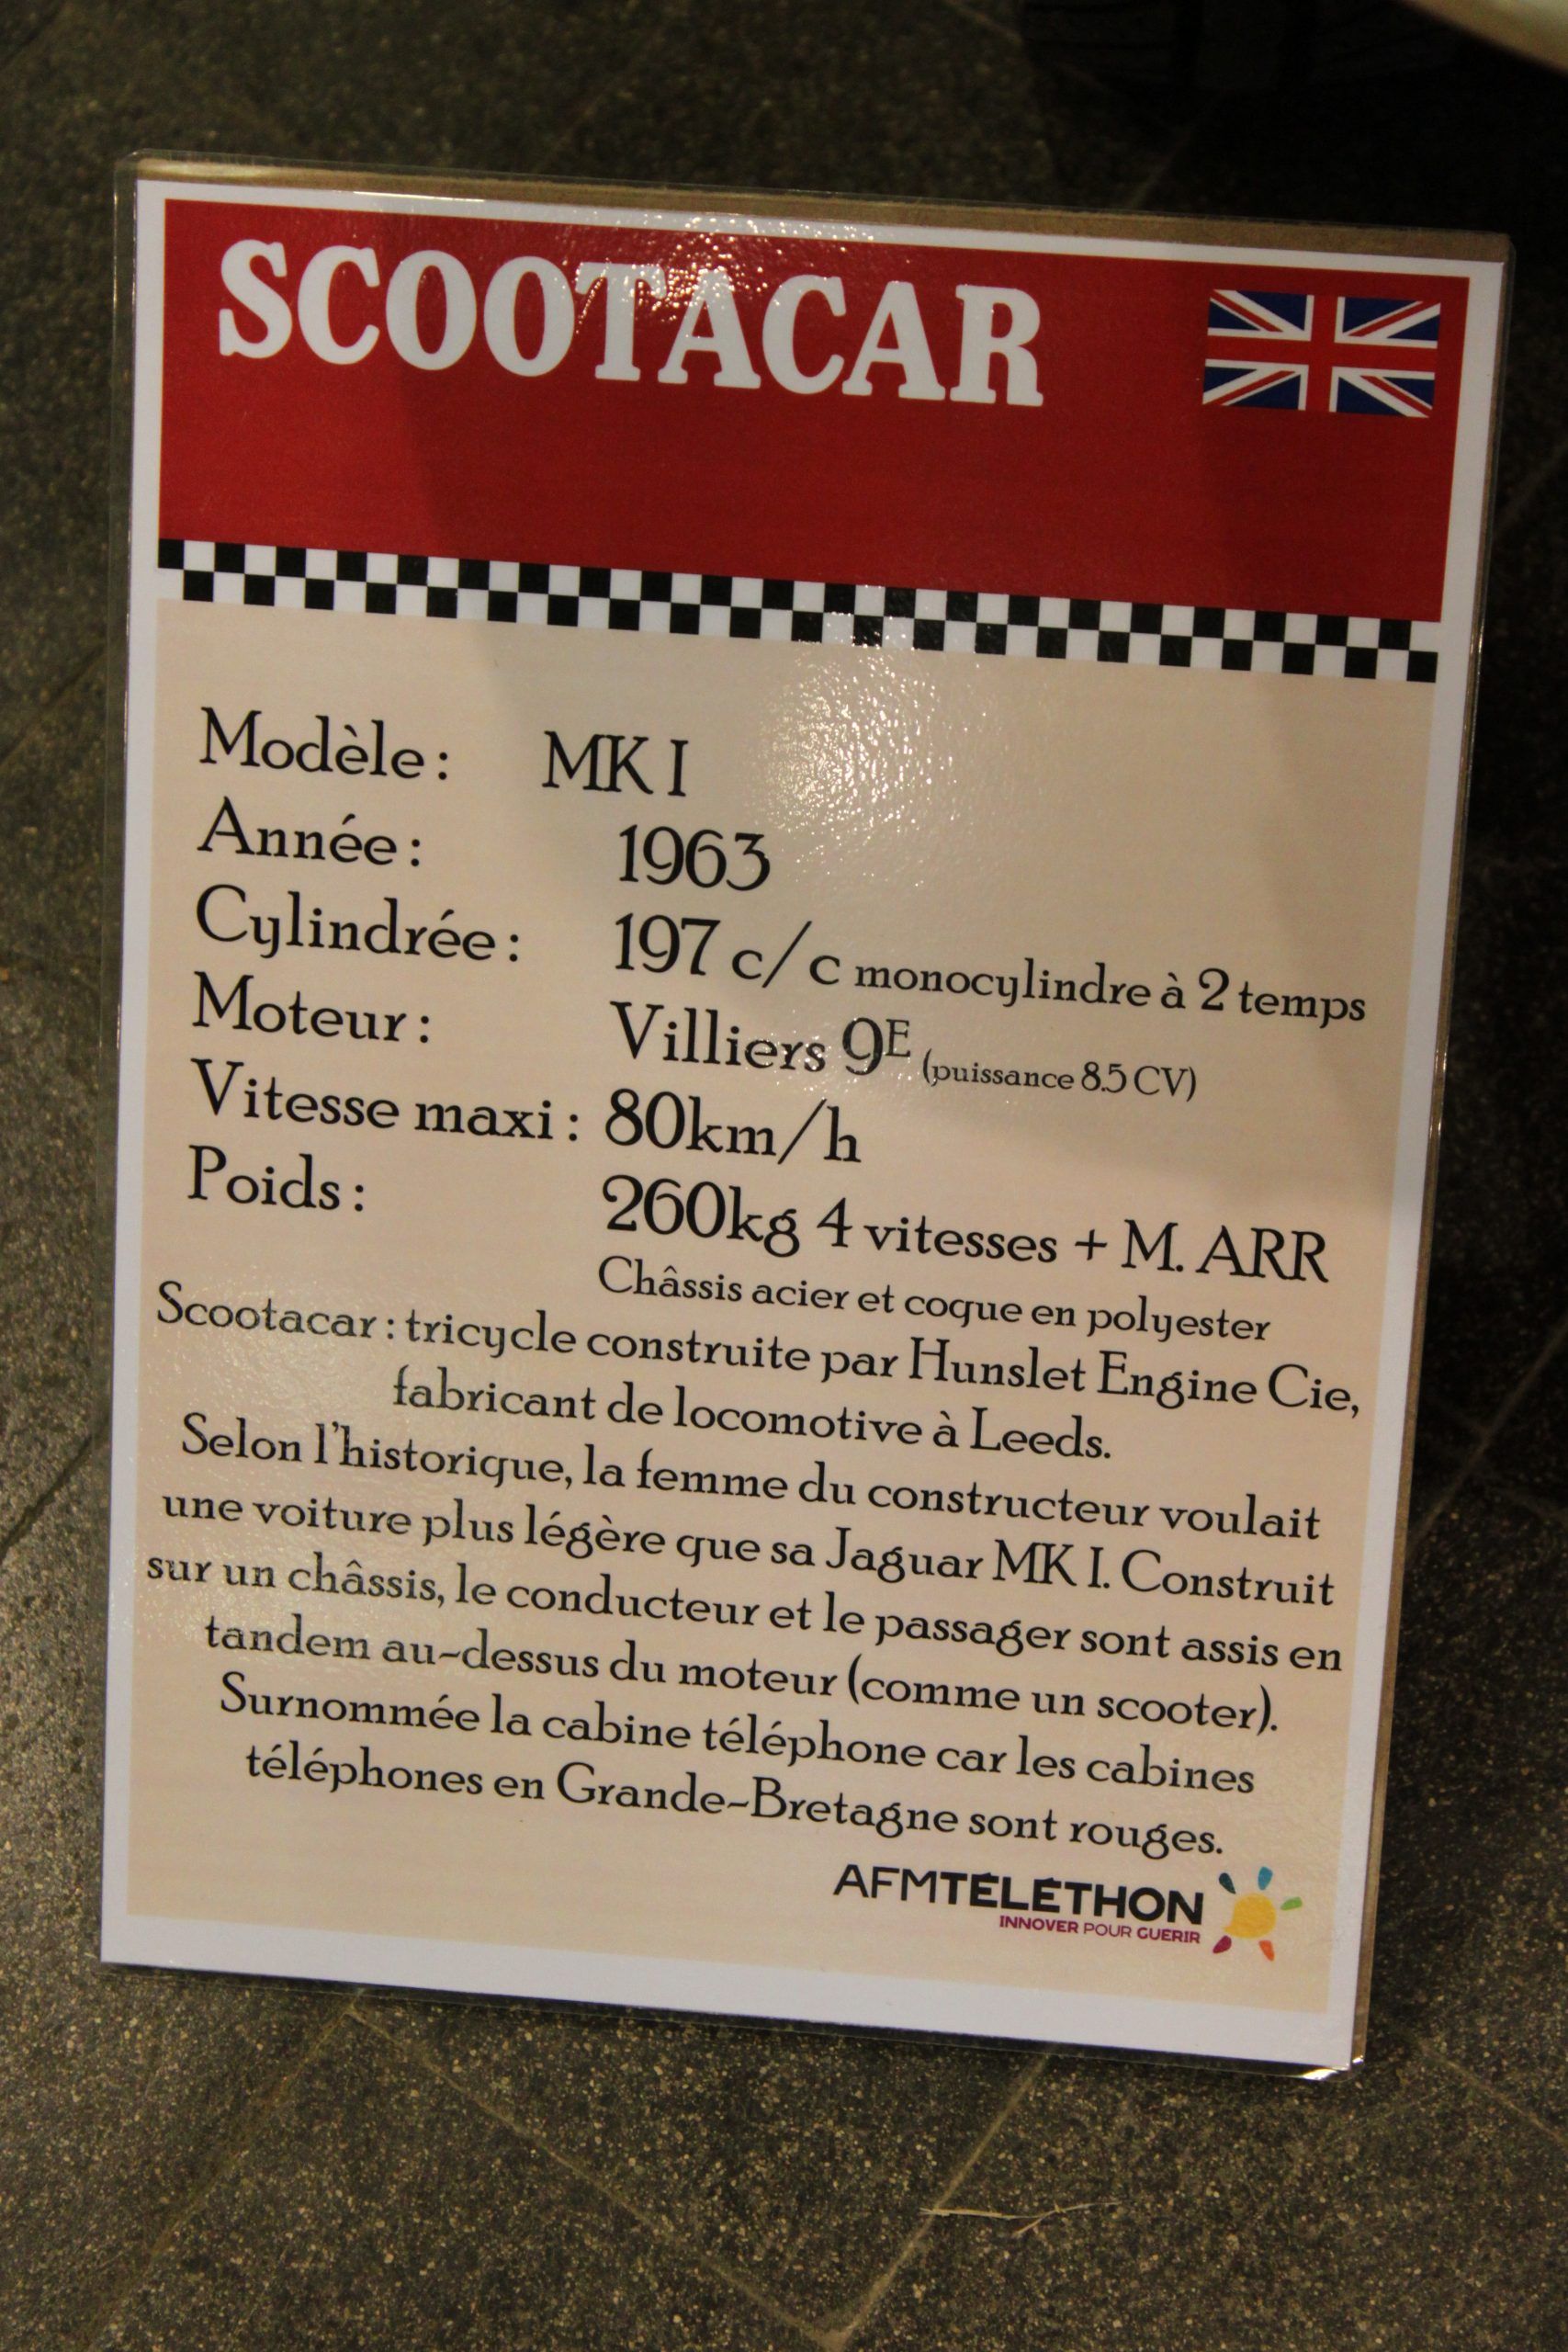 SCOOTACAR
Modèle: MK I
Année: 1963
Cylindrée: 197 c/c monocylindre à 2 temps
Moteur: Villiers 9E (puissance 8.5 CV)
Vitesse maxi: 80km/h
Poids: 260kg 4 vitesses + M. ARR
Châssis acier et coque en polyester
Scootacar: tricycle construite par Hunslet Engine Cie,
fabricant de locomotive à Leeds.
Selon l'historique, la femme du constructeur voulait
une voiture plus légère que sa Jaguar MK I. Construit
sur un châssis, le conducteur et le passager sont assis en
tandem au-dessus du moteur (comme un scooter).
Surnommée la cabine téléphone car les cabines
téléphones en Grande-Bretagne sont rouges.
AFMTÉLÉTHON
INNOVER POUR GUÉRIR